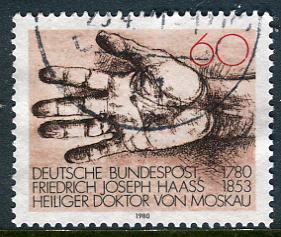 60
DEUTSCHE BUNDESPOST 1780
FRIEDRICH JOSEPH HAASS 1853
HEILIGER DOKTOR VON MOSKAU
1980